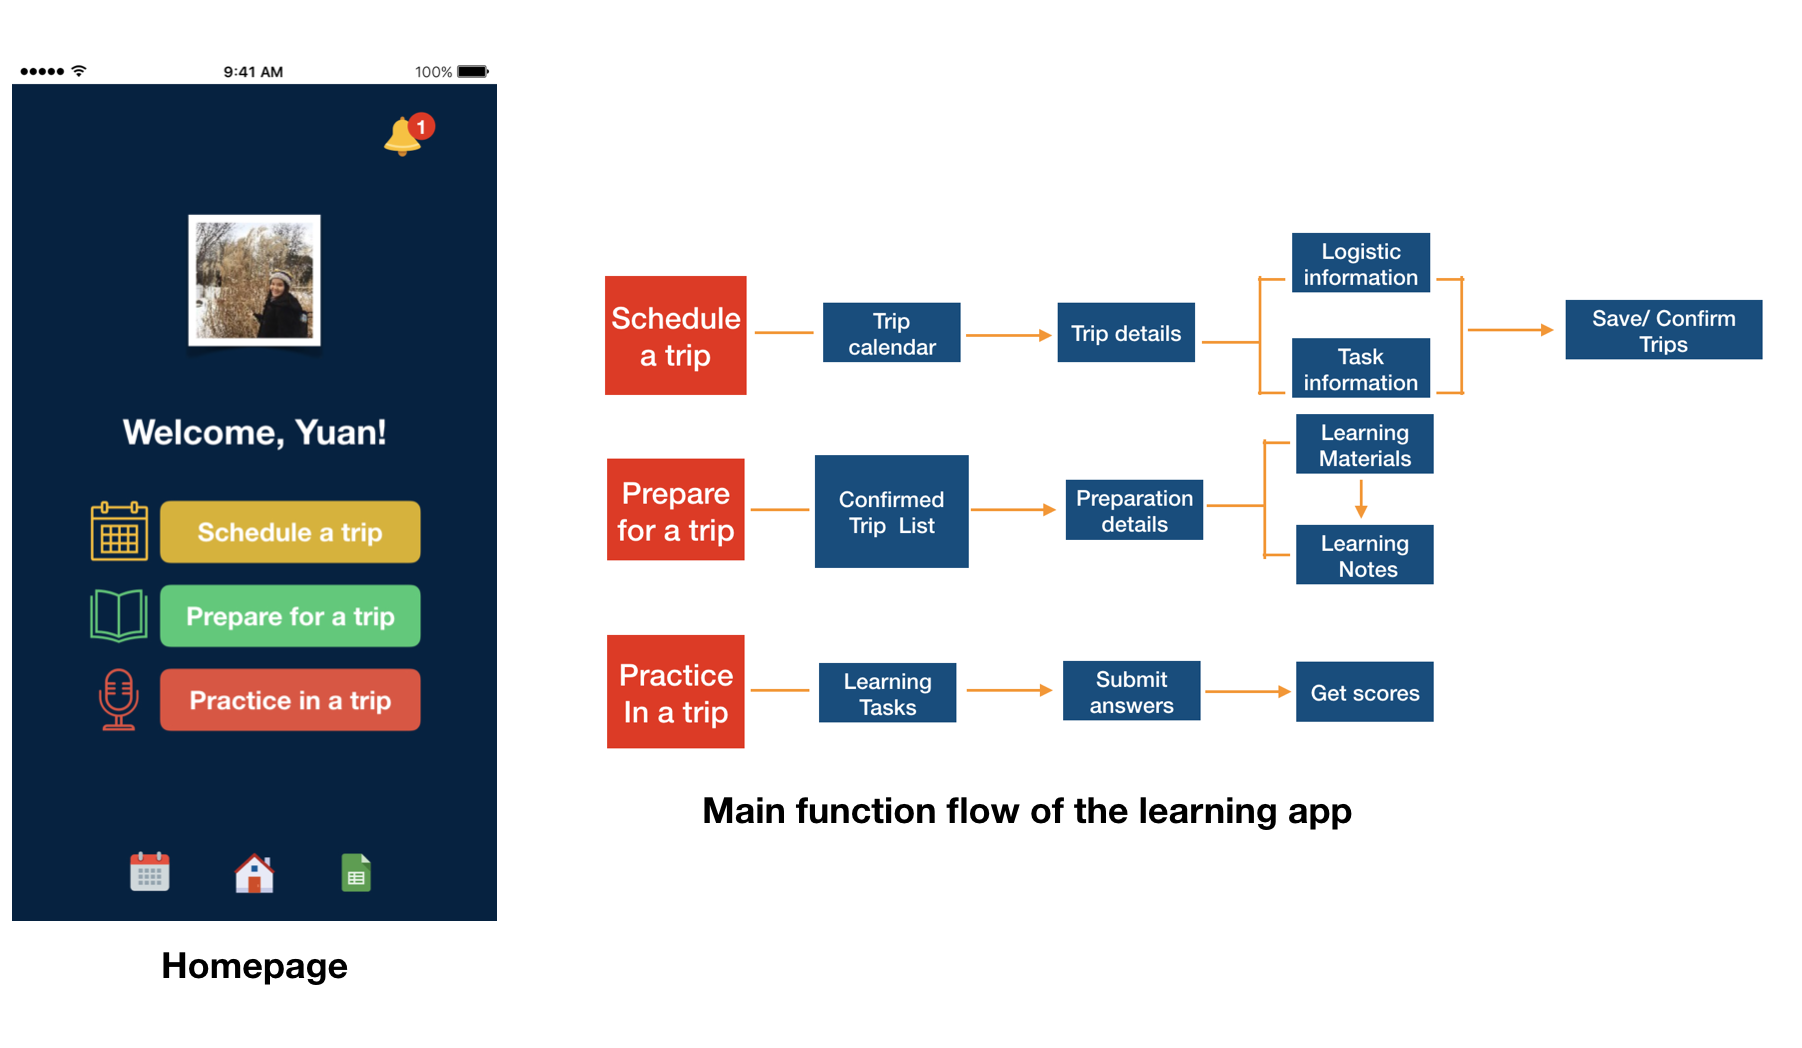 9:41 AM
100%
1
Welcome, Yuan!
Schedule a trip
Prepare for a trip
Practice in a trip
Homepage
Schedule
a trip
Trip
calendar
Trip details
Logistic
information
Task
information
Save/ Confirm
Trips
Prepare
for a trip
Confirmed
Trip List
Preparation
details
Learning
Materials
Learning
Notes
Practice
In a trip
Learning
Tasks
Submit
answers
Get scores
Main function flow of the learning app